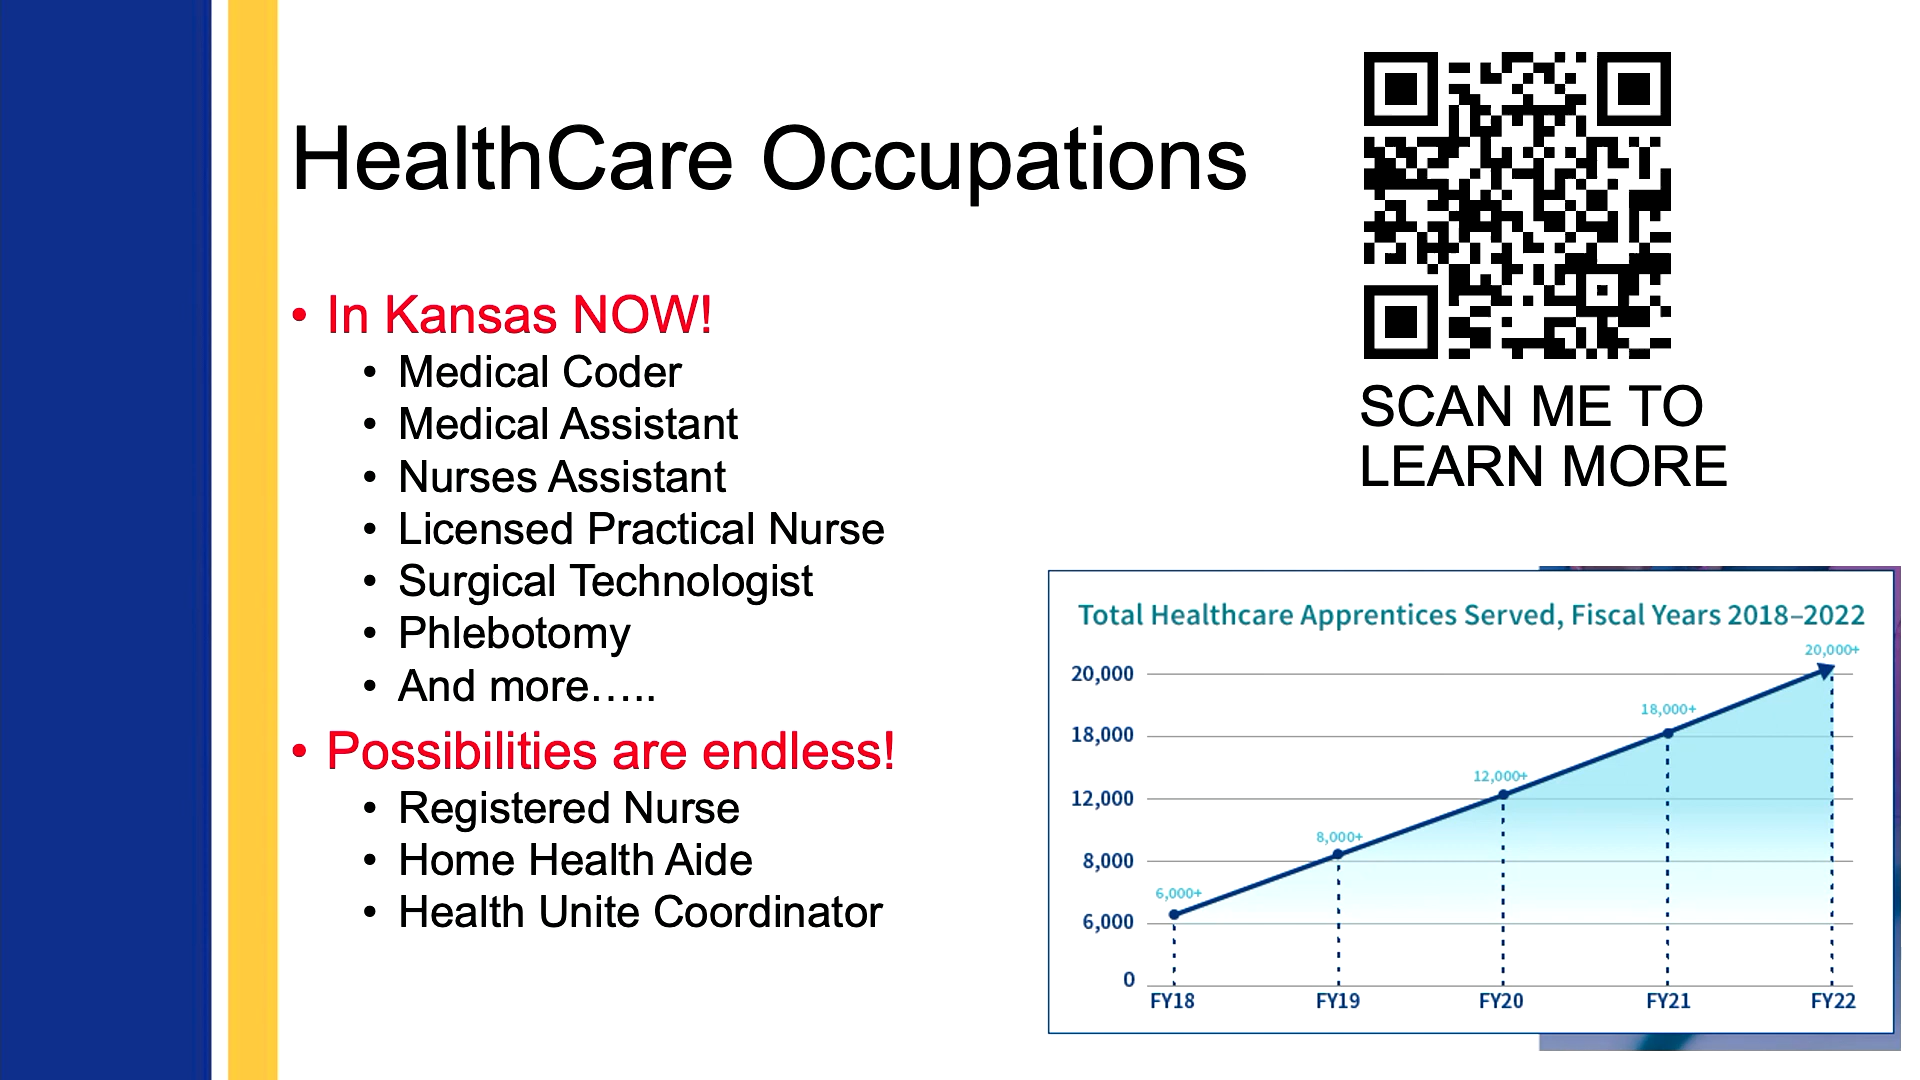 HealthCare Occupations
• In Kansas NOW!
• Medical Coder
• Medical Assistant
• Nurses Assistant
• Licensed Practical Nurse
• Surgical Technologist
• Phlebotomy
• And more…..
• Possibilities are endless!
• Registered Nurse
• Home Health Aide
• Health Unite Coordinator
SCAN ME TO
LEARN MORE
Total Healthcare Apprentices Served, Fiscal Years 2018–2022
20,000+
20,000
18,000+
18,000
12,000+
12,000
8,000+
8,000
6,000+
6,000
0
FY18 FY19 FY20 FY21 FY22